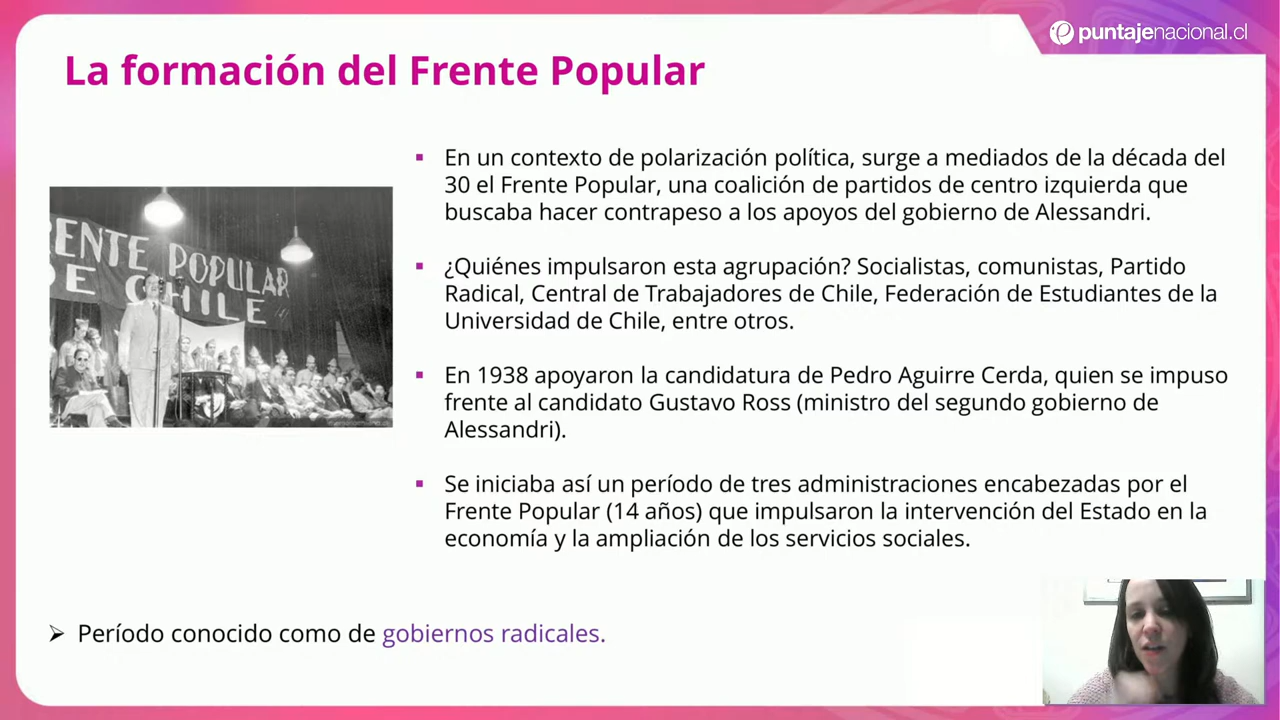 puntajenacional.cl
La formación del Frente Popular
ENTE POPULAR
DE CHILE"
▪ En un contexto de polarización política, surge a mediados de la década del
30 el Frente Popular, una coalición de partidos de centro izquierda que
buscaba hacer contrapeso a los apoyos del gobierno de Alessandri.
▪ ¿Quiénes impulsaron esta agrupación? Socialistas, comunistas, Partido
Radical, Central de Trabajadores de Chile, Federación de Estudiantes de la
Universidad de Chile, entre otros.
▪ En 1938 apoyaron la candidatura de Pedro Aguirre Cerda, quien se impuso
frente al candidato Gustavo Ross (ministro del segundo gobierno de
Alessandri).
▪ Se iniciaba así un período de tres administraciones encabezadas por el
Frente Popular (14 años) que impulsaron la intervención del Estado en la
economía y la ampliación de los servicios sociales.
➢ Período conocido como de gobiernos radicales.